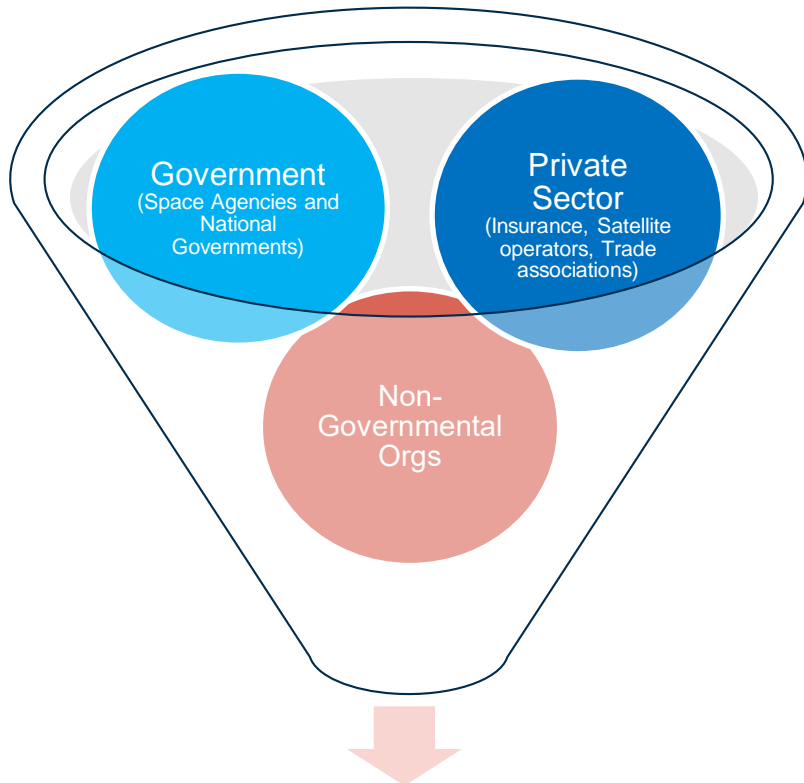 Government
(Space Agencies and
National
Governments)
Private
Sector
(Insurance, Satellite
operators, Trade
associations)
Non-
Governmental
Orgs